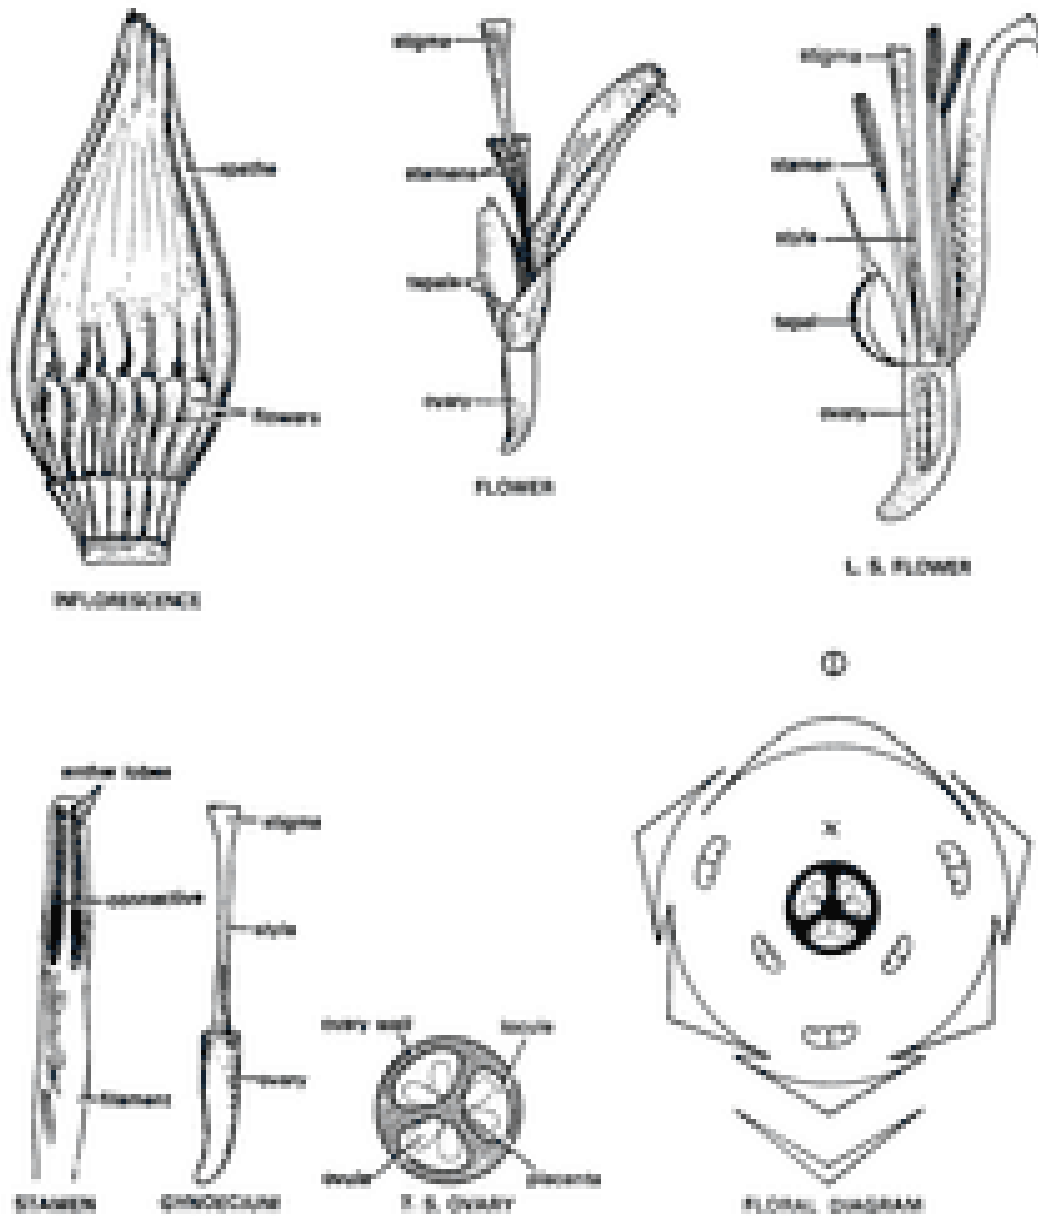 stigma
stigma
spathe
stamens
stamen
style
tepals
tepal
flowers
ovary
ovary
FLOWER
L. S. FLOWER
INFLORESCENCE
anther lobes
stigma
connective
style
ovary wall
locule
filament
ovary
ovule
placenta
STAMEN
GYNOECIUM
T. S. OVARY
FLORAL DIAGRAM